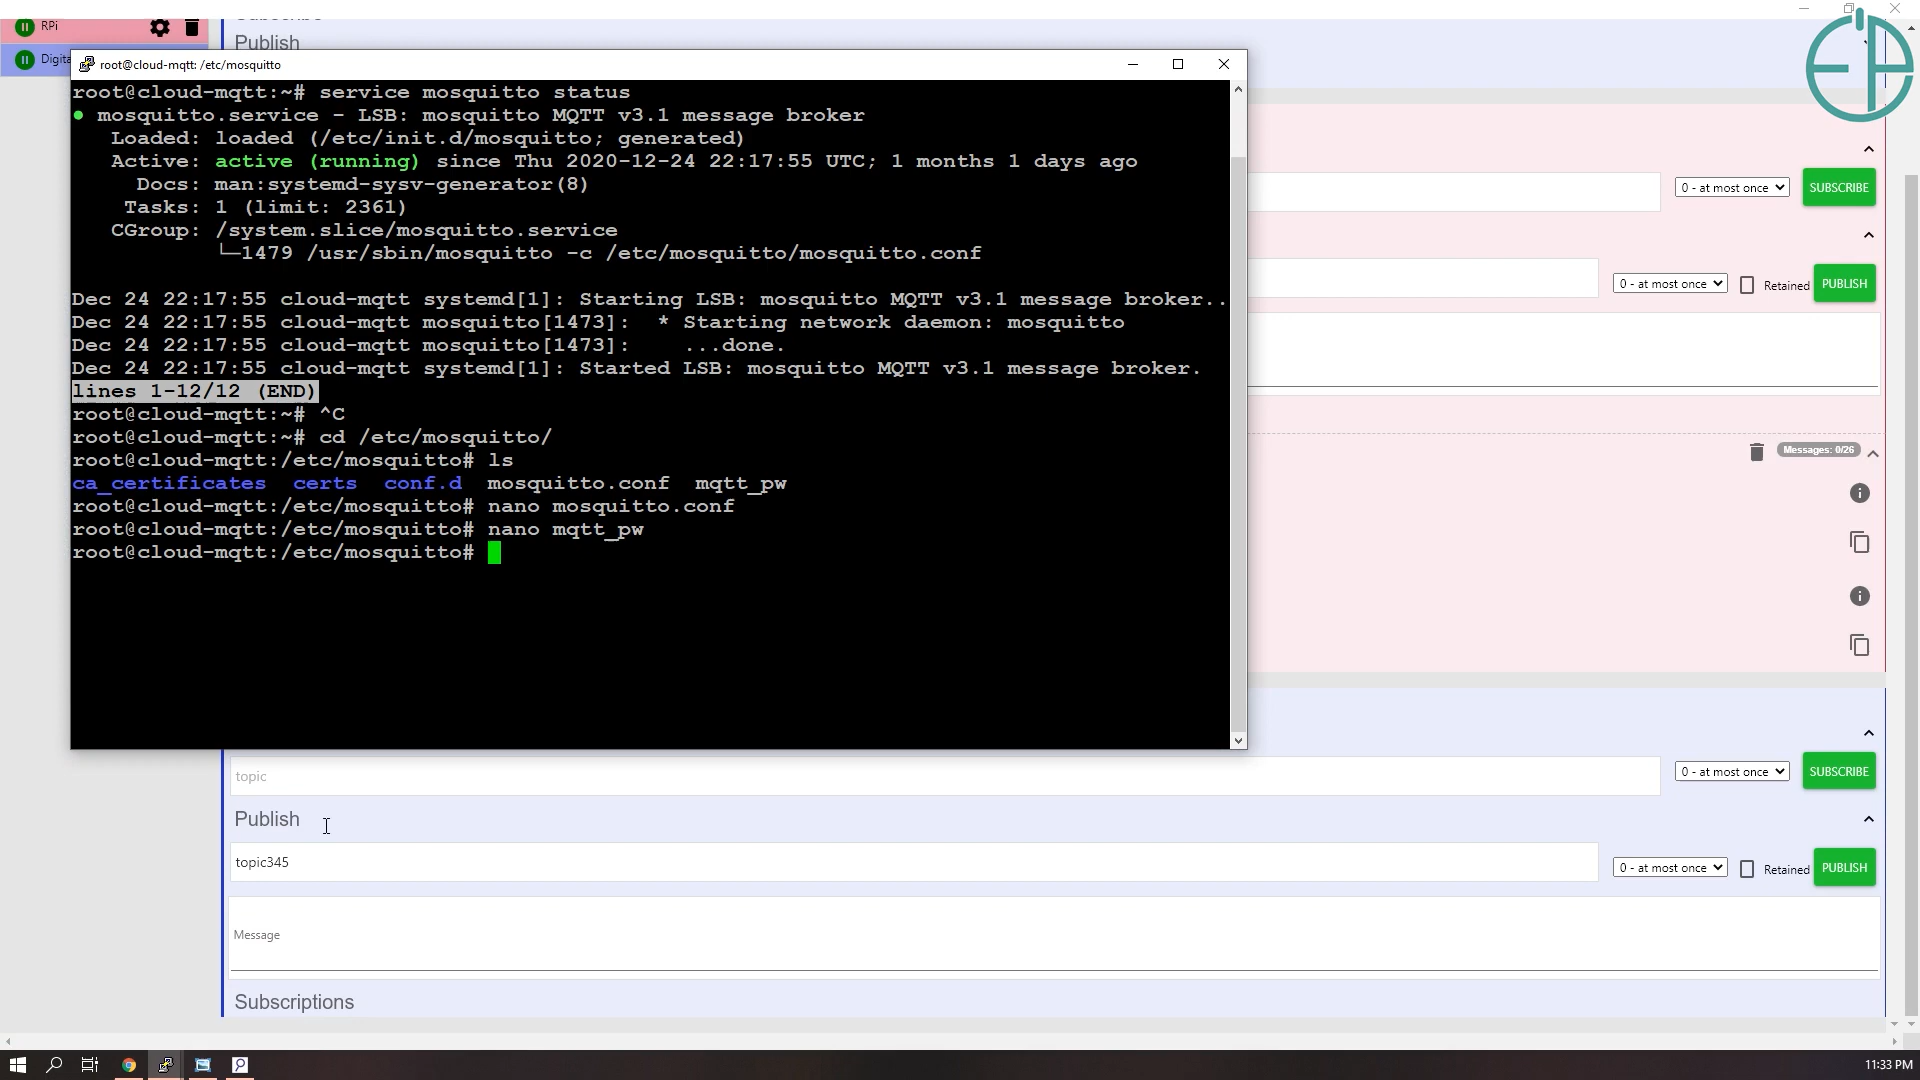 RPi
Publish
Digita
root@cloud-mqtt: /etc/mosquitto
root@cloud-mqtt:~# service mosquitto status
● mosquitto.service - LSB: mosquitto MQTT v3.1 message broker
Loaded: loaded (/etc/init.d/mosquitto; generated)
Active: active (running) since Thu 2020-12-24 22:17:55 UTC; 1 months 1 days ago
Docs: man:systemd-sysv-generator(8)
Tasks: 1 (limit: 2361)
CGroup: /system.slice/mosquitto.service
└─1479 /usr/sbin/mosquitto -c /etc/mosquitto/mosquitto.conf
Dec 24 22:17:55 cloud-mqtt systemd[1]: Starting LSB: mosquitto MQTT v3.1 message broker..
Dec 24 22:17:55 cloud-mqtt mosquitto[1473]:  * Starting network daemon: mosquitto
Dec 24 22:17:55 cloud-mqtt mosquitto[1473]:    ...done.
Dec 24 22:17:55 cloud-mqtt systemd[1]: Started LSB: mosquitto MQTT v3.1 message broker.
lines 1-12/12 (END)
root@cloud-mqtt:~# ^C
root@cloud-mqtt:~# cd /etc/mosquitto/
root@cloud-mqtt:/etc/mosquitto# ls
ca_certificates  certs  conf.d  mosquitto.conf  mqtt_pw
root@cloud-mqtt:/etc/mosquitto# nano mosquitto.conf
root@cloud-mqtt:/etc/mosquitto# nano mqtt_pw
root@cloud-mqtt:/etc/mosquitto#
0 - at most once SUBSCRIBE
0 - at most once Retained PUBLISH
Messages: 0/26
topic 0 - at most once SUBSCRIBE
Publish
topic345 0 - at most once Retained PUBLISH
Message
Subscriptions
11:33 PM